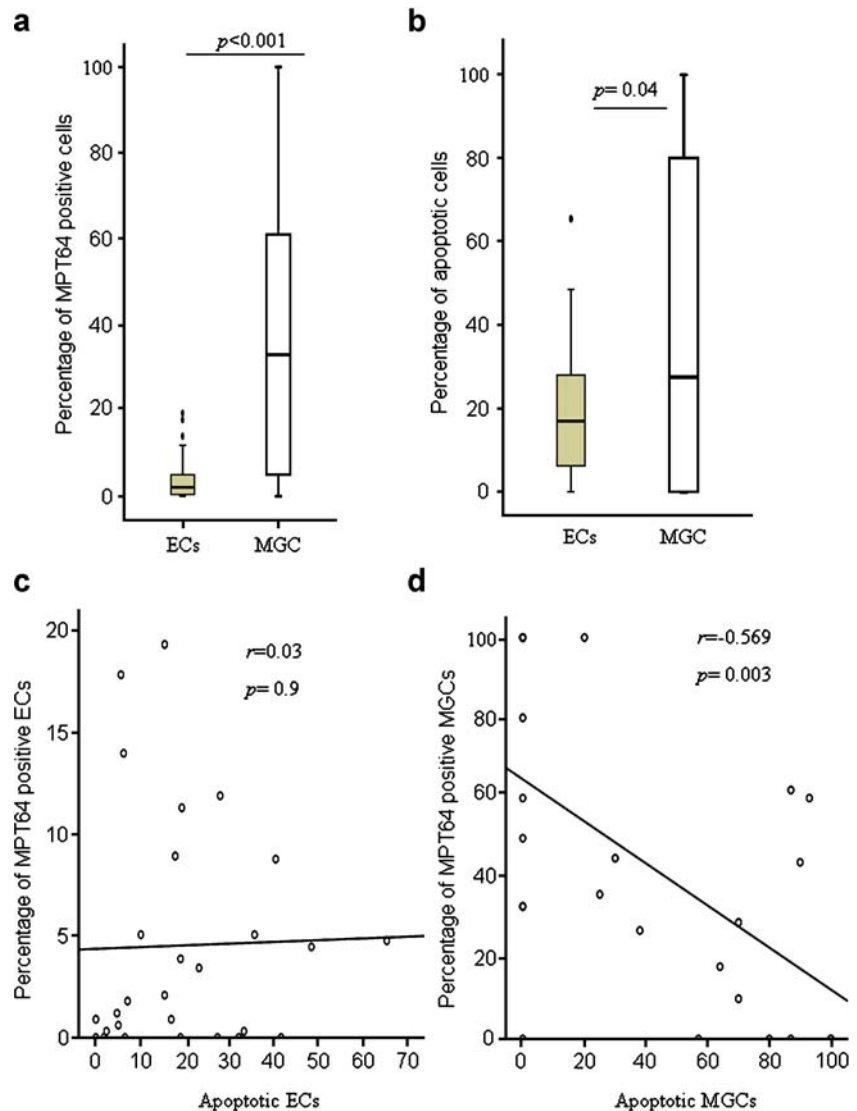 a
p<0.001
Percentage of MPT64 positive cells
100
80
60
40
20
0
ECs
MGC
b
p= 0.04
Percentage of apoptotic cells
100
80
60
40
20
0
ECs
MGC
c
r=0.03
p= 0.9
Percentage of MPT64 positive ECs
20
15
10
5
0
0 10 20 30 40 50 60 70
Apoptotic ECs
d
r=-0.569
p= 0.003
Percentage of MPT64 positive MGCs
100
80
60
40
20
0
0 20 40 60 80 100
Apoptotic MGCs